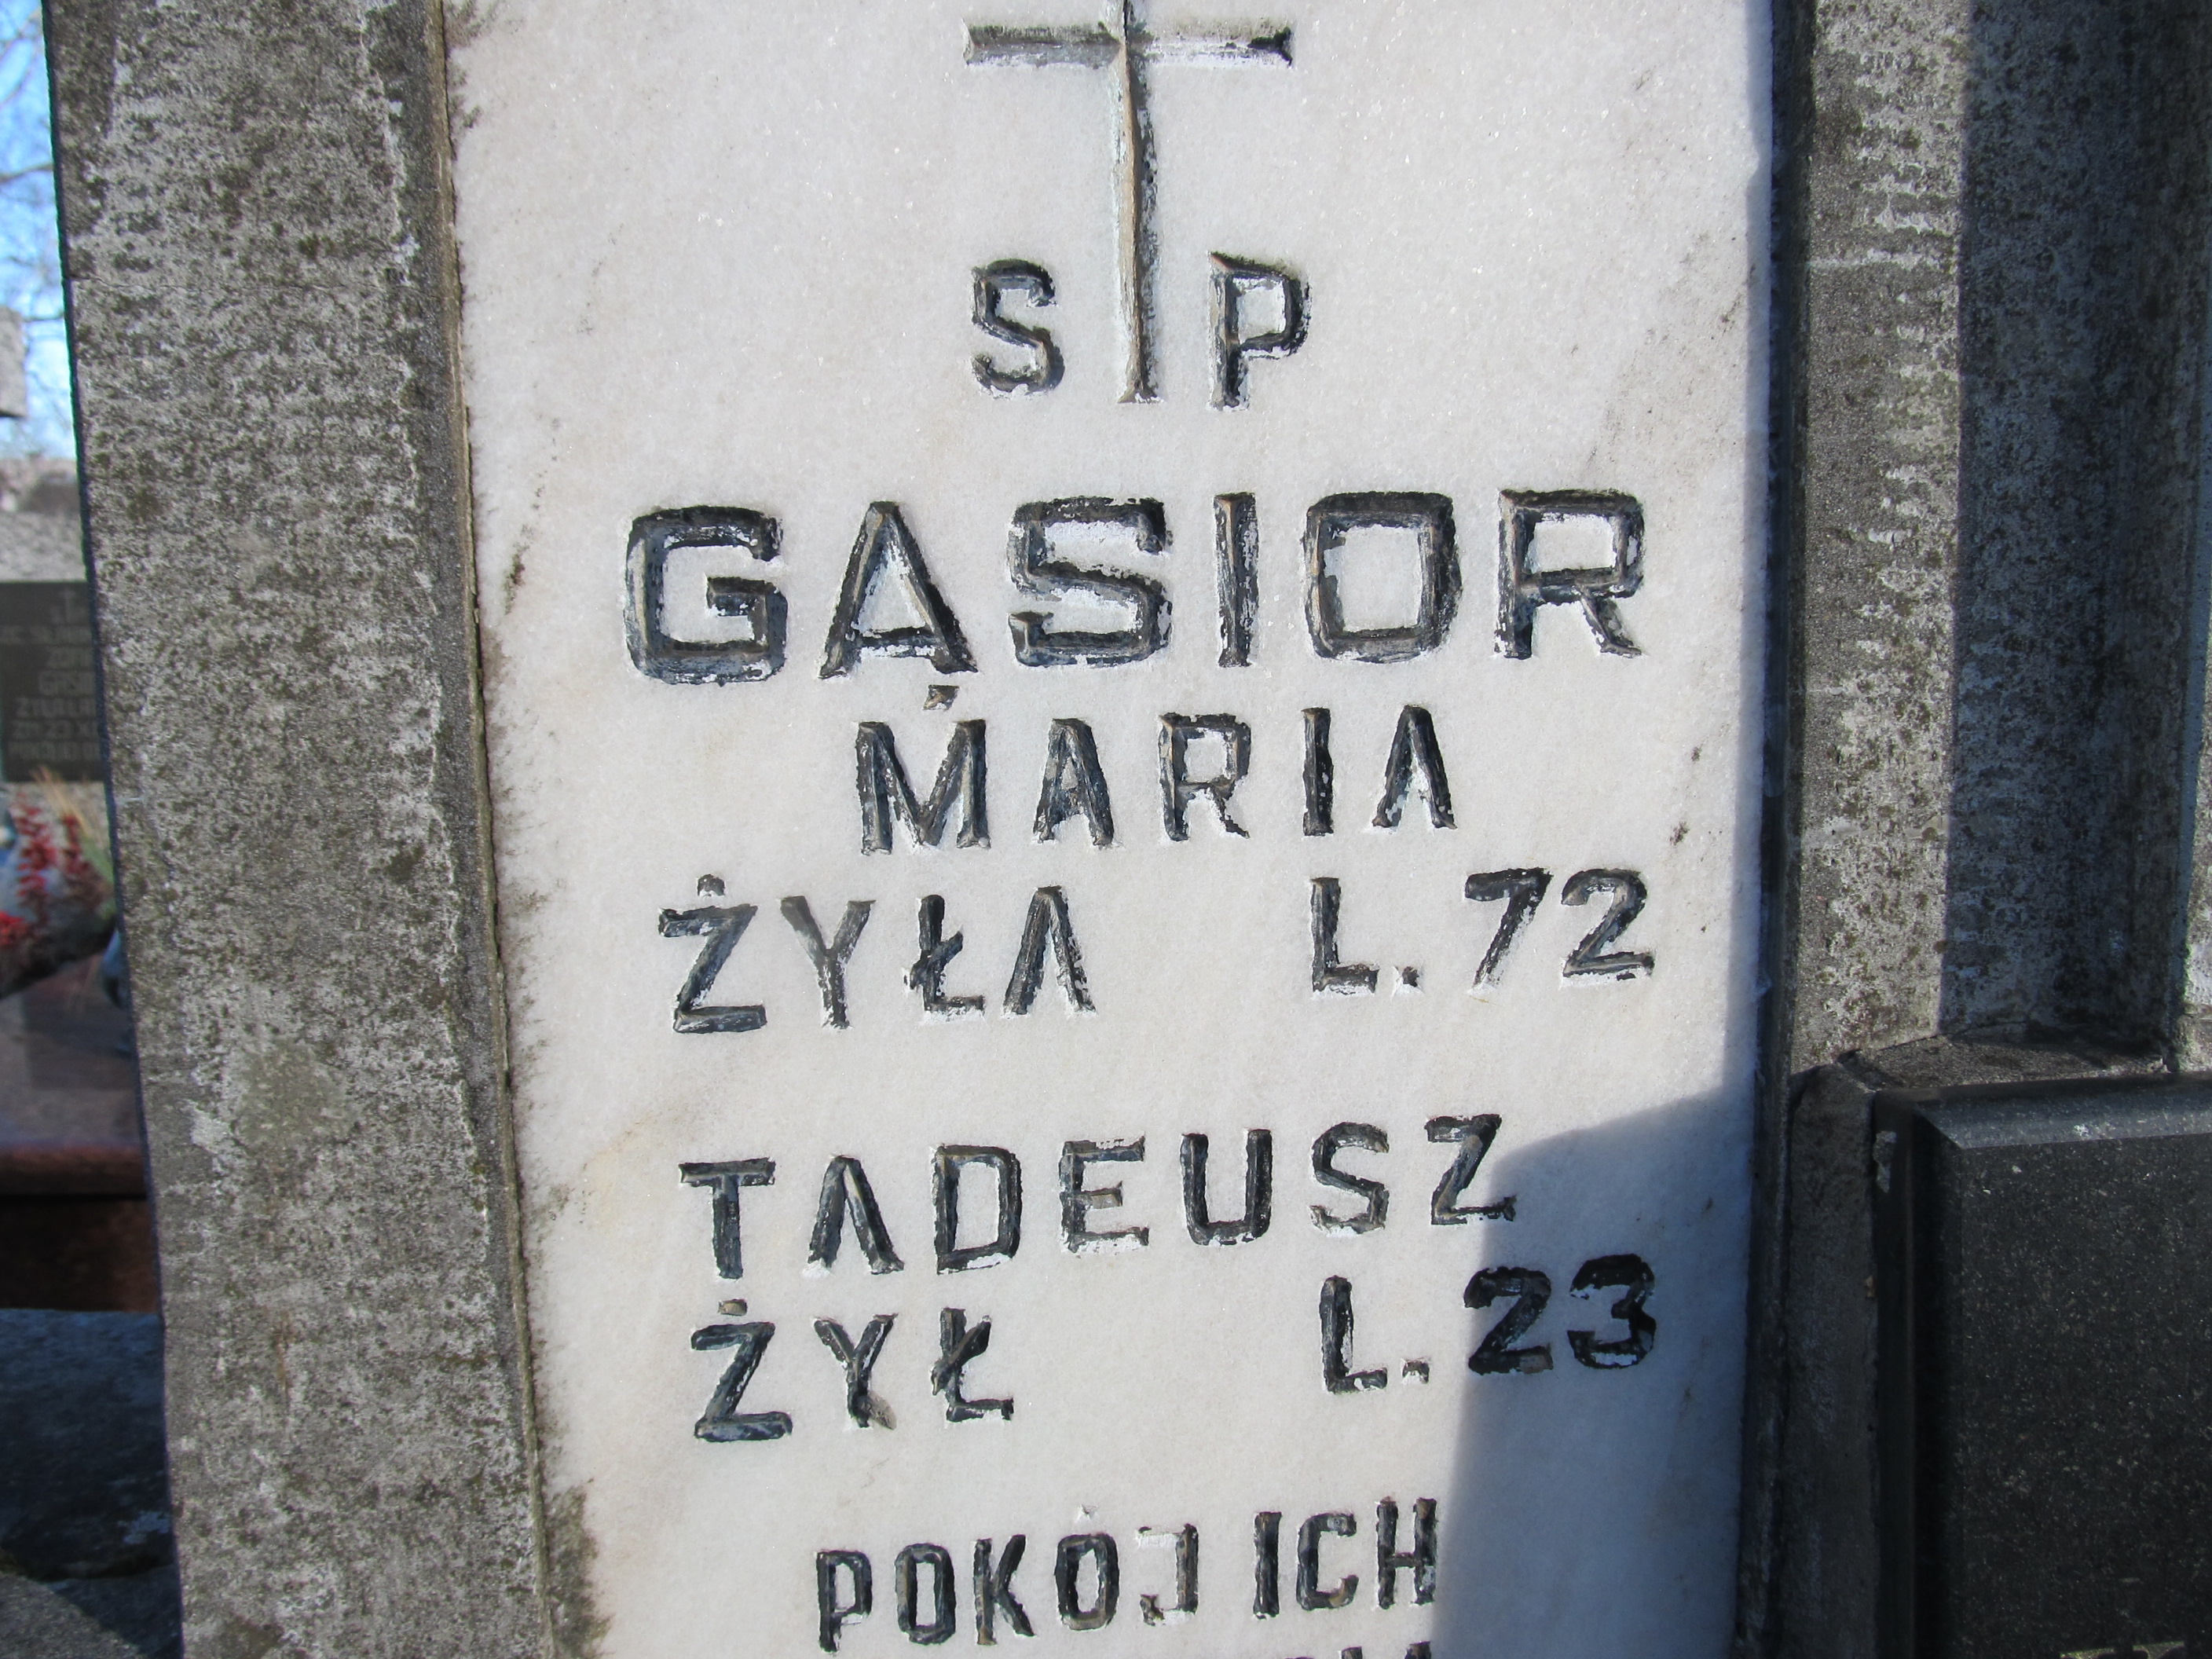 S P
GĄSIOR
MARIA
ŻYŁA L. 72
TADEUSZ
ŻYŁ L. 23
POKÓJ ICH